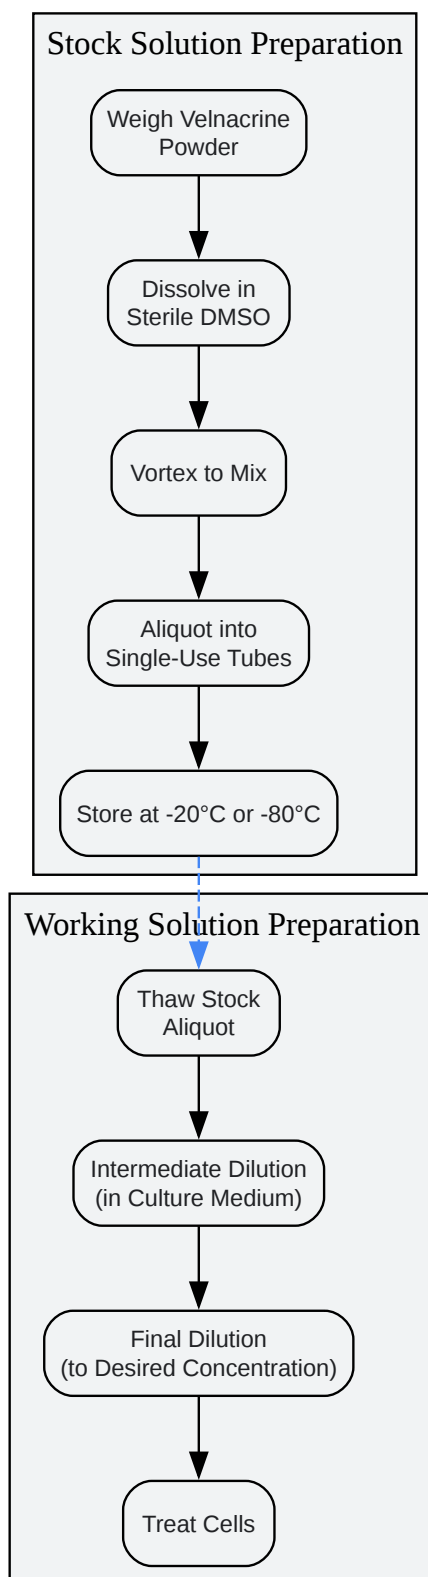 Stock Solution Preparation
Weigh Velnacrine
Powder
Dissolve in
Sterile DMSO
Vortex to Mix
Aliquot into
Single-Use Tubes
Store at -20°C or -80°C
Working Solution Preparation
Thaw Stock
Aliquot
Intermediate Dilution
(in Culture Medium)
Final Dilution
(to Desired Concentration)
Treat Cells